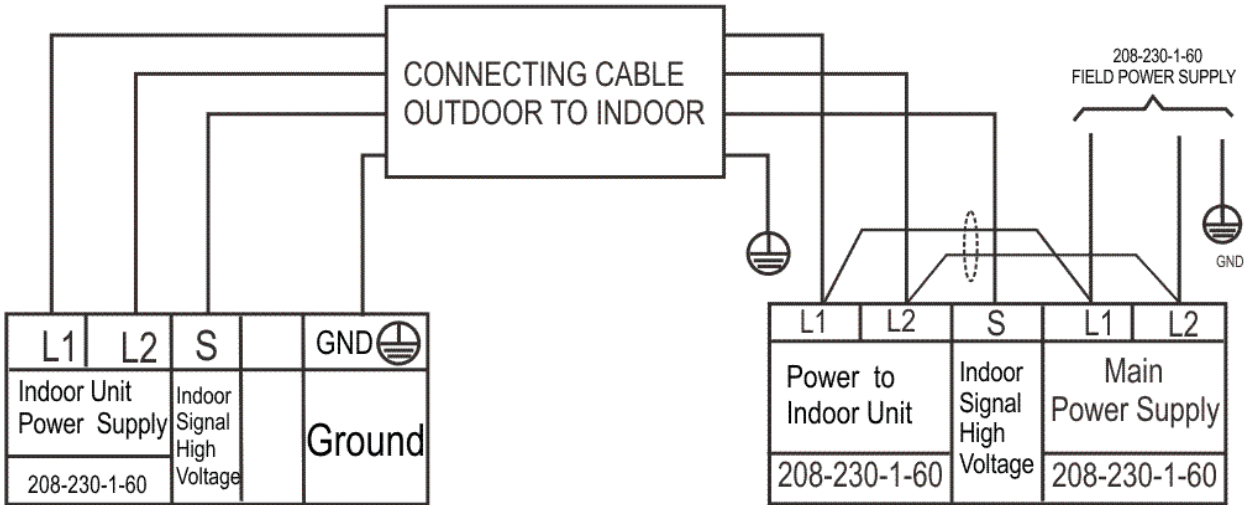 CONNECTING CABLE
OUTDOOR TO INDOOR
208-230-1-60
FIELD POWER SUPPLY
GND
L1 L2 S GND
Indoor Unit
Power Supply
208-230-1-60
Indoor
Signal
High
Voltage
Ground
L1 L2 S L1 L2
Power to
Indoor Unit
208-230-1-60
Indoor
Signal
High
Voltage
Main
Power Supply
208-230-1-60